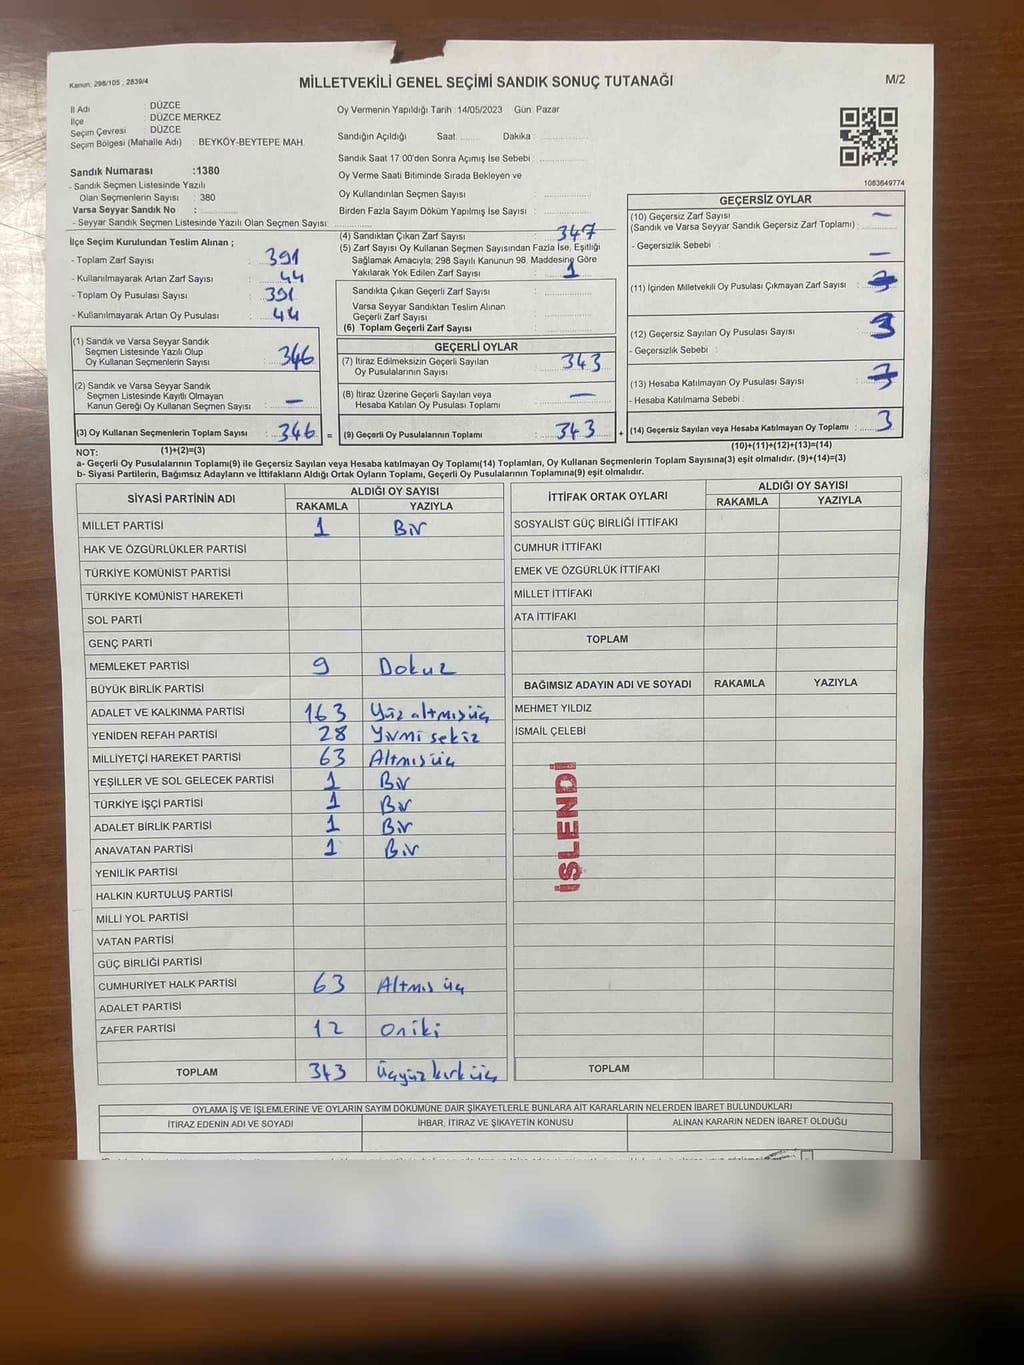 Kanun: 298/105 , 2839/4
MİLLETVEKİLİ GENEL SEÇİMİ SANDIK SONUÇ TUTANAĞI
M/2
İl Adı : DÜZCE
İlçe : DÜZCE MERKEZ
Seçim Çevresi : DÜZCE
Seçim Bölgesi (Mahalle Adı) : BEYKÖY-BEYTEPE MAH.
Oy Vermenin Yapıldığı Tarih :14/05/2023 Gün: Pazar
Sandığın Açıldığı Saat: Dakika :
Sandık Saat 17:00'den Sonra Açımış İse Sebebi :
Oy Verme Saati Bitiminde Sırada Bekleyen ve
Oy Kullandırılan Seçmen Sayısı
Birden Fazla Sayım Döküm Yapılmış İse Sayısı :
1083649774
Sandık Numarası :1380
- Sandık Seçmen Listesinde Yazılı
Olan Seçmenlerin Sayısı : 380
Varsa Seyyar Sandık No :
- Seyyar Sandık Seçmen Listesinde Yazılı Olan Seçmen Sayısı:
İlçe Seçim Kurulundan Teslim Alınan ;
- Toplam Zarf Sayısı : 391
- Kullanılmayarak Artan Zarf Sayısı : 44
- Toplam Oy Pusulası Sayısı : 391
- Kullanılmayarak Artan Oy Pusulası : 44
(1) Sandık ve Varsa Seyyar Sandık
Seçmen Listesinde Yazılı Olup
Oy Kullanan Seçmenlerin Sayısı : 346
(2) Sandık ve Varsa Seyyar Sandık
Seçmen Listesinde Kayıtlı Olmayan
Kanun Gereği Oy Kullanan Seçmen Sayısı : —
(3) Oy Kullanan Seçmenlerin Toplam Sayısı : 346 =
(1)+(2)=(3)
(4) Sandıktan Çıkan Zarf Sayısı : 347
(5) Zarf Sayısı Oy Kullanan Seçmen Sayısından Fazla İse, Eşitliği
Sağlamak Amacıyla; 298 Sayılı Kanunun 98. Maddesine Göre
Yakılarak Yok Edilen Zarf Sayısı : 1
Sandıkta Çıkan Geçerli Zarf Sayısı :
Varsa Seyyar Sandıktan Teslim Alınan
Geçerli Zarf Sayısı :
(6) Toplam Geçerli Zarf Sayısı :
GEÇERLİ OYLAR
(7) İtiraz Edilmeksizin Geçerli Sayılan
Oy Pusulalarının Sayısı : 343
(8) İtiraz Üzerine Geçerli Sayılan veya
Hesaba Katılan Oy Pusulası Toplamı : —
(9) Geçerli Oy Pusulalarının Toplamı : 343 +
GEÇERSİZ OYLAR
(10) Geçersiz Zarf Sayısı
(Sandık ve Varsa Seyyar Sandık Geçersiz Zarf Toplamı) : —
- Geçersizlik Sebebi : —
(11) İçinden Milletvekili Oy Pusulası Çıkmayan Zarf Sayısı :
(12) Geçersiz Sayılan Oy Pusulası Sayısı : 3
- Geçersizlik Sebebi :
(13) Hesaba Katılmayan Oy Pusulası Sayısı :
- Hesaba Katılmama Sebebi :
(14) Geçersiz Sayılan veya Hesaba Katılmayan Oy Toplamı : 3
(10)+(11)+(12)+(13)=(14)
NOT:
a- Geçerli Oy Pusulalarının Toplamı(9) ile Geçersiz Sayılan veya Hesaba katılmayan Oy Toplamı(14) Toplamları, Oy Kullanan Seçmenlerin Toplam Sayısına(3) eşit olmalıdır. (9)+(14)=(3)
b- Siyasi Partilerin, Bağımsız Adayların ve İttifakların Aldığı Ortak Oyların Toplamı, Geçerli Oy Pusulalarının Toplamına(9) eşit olmalıdır.
SİYASİ PARTİNİN ADI ALDIĞI OY SAYISI
RAKAMLA YAZIYLA
MİLLET PARTİSİ 1 Bir
HAK VE ÖZGÜRLÜKLER PARTİSİ
TÜRKİYE KOMÜNİST PARTİSİ
TÜRKİYE KOMÜNİST HAREKETİ
SOL PARTİ
GENÇ PARTİ
MEMLEKET PARTİSİ 9 Dokuz
BÜYÜK BİRLİK PARTİSİ
ADALET VE KALKINMA PARTİSİ 163 Yüz altmış üç
YENİDEN REFAH PARTİSİ 28 Yirmi sekiz
MİLLİYETÇİ HAREKET PARTİSİ 63 Altmış üç
YEŞİLLER VE SOL GELECEK PARTİSİ 1 Bir
TÜRKİYE İŞÇİ PARTİSİ 1 Bir
ADALET BİRLİK PARTİSİ 1 Bir
ANAVATAN PARTİSİ 1 Bir
YENİLİK PARTİSİ
HALKIN KURTULUŞ PARTİSİ
MİLLİ YOL PARTİSİ
VATAN PARTİSİ
GÜÇ BİRLİĞİ PARTİSİ
CUMHURİYET HALK PARTİSİ 63 Altmış üç
ADALET PARTİSİ
ZAFER PARTİSİ 12 Oniki
TOPLAM 343 Üçyüz kırk üç
İTTİFAK ORTAK OYLARI ALDIĞI OY SAYISI
RAKAMLA YAZIYLA
SOSYALİST GÜÇ BİRLİĞİ İTTİFAKI
CUMHUR İTTİFAKI
EMEK VE ÖZGÜRLÜK İTTİFAKI
MİLLET İTTİFAKI
ATA İTTİFAKI
TOPLAM
BAĞIMSIZ ADAYIN ADI VE SOYADI RAKAMLA YAZIYLA
MEHMET YILDIZ
İSMAİL ÇELEBİ
İŞLENDİ
TOPLAM
OYLAMA İŞ VE İŞLEMLERİNE VE OYLARIN SAYIM DÖKÜMÜNE DAİR ŞİKAYETLERLE BUNLARA AİT KARARLARIN NELERDEN İBARET BULUNDUKLARI
İTİRAZ EDENİN ADI VE SOYADI İHBAR, İTİRAZ VE ŞİKAYETİN KONUSU ALINAN KARARIN NEDEN İBARET OLDUĞU